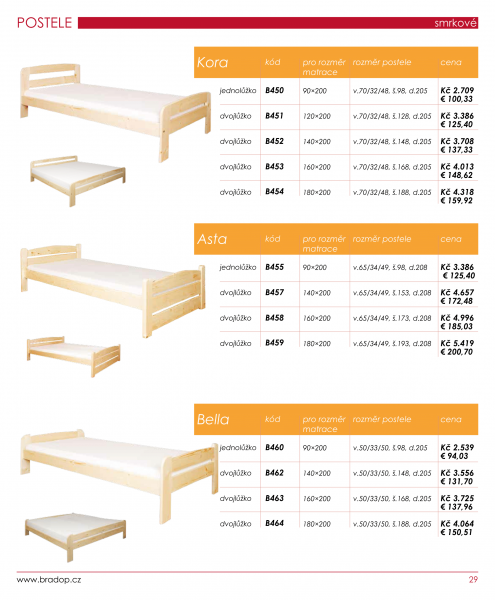 POSTELE
smrkové
Kora kód pro rozměr matrace rozměr postele cena
jednolůžko B450 90×200 v.70/32/48, š.98, d.205 Kč 2.709
€ 100,33
dvojlůžko B451 120×200 v.70/32/48, š.128, d.205 Kč 3.386
€ 125,40
dvojlůžko B452 140×200 v.70/32/48, š.148, d.205 Kč 3.708
€ 137,33
dvojlůžko B453 160×200 v.70/32/48, š.168, d.205 Kč 4.013
€ 148,62
dvojlůžko B454 180×200 v.70/32/48, š.188, d.205 Kč 4.318
€ 159,92
Asta kód pro rozměr matrace rozměr postele cena
jednolůžko B455 90×200 v.65/34/49, š.98, d.208 Kč 3.386
€ 125,40
dvojlůžko B457 140×200 v.65/34/49, š.153, d.208 Kč 4.657
€ 172,48
dvojlůžko B458 160×200 v.65/34/49, š.173, d.208 Kč 4.996
€ 185,03
dvojlůžko B459 180×200 v.65/34/49, š.193, d.208 Kč 5.419
€ 200,70
Bella kód pro rozměr matrace rozměr postele cena
jednolůžko B460 90×200 v.50/33/50, š.98, d.205 Kč 2.539
€ 94,03
dvojlůžko B462 140×200 v.50/33/50, š.148, d.205 Kč 3.556
€ 131,70
dvojlůžko B463 160×200 v.50/33/50, š.168, d.205 Kč 3.725
€ 137,96
dvojlůžko B464 180×200 v.50/33/50, š.188, d.205 Kč 4.064
€ 150,51
www.bradop.cz
29